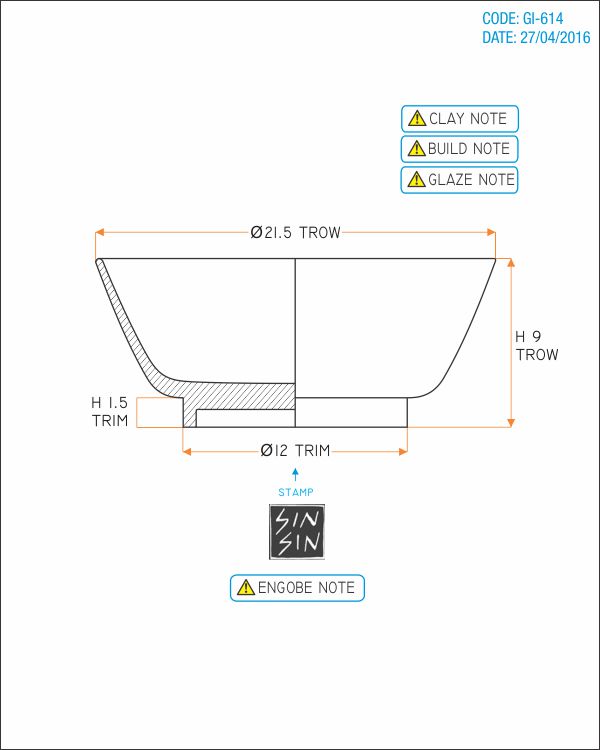 CODE: GI-614
DATE: 27/04/2016
CLAY NOTE
BUILD NOTE
GLAZE NOTE
Ø21.5 TROW
H 9
TROW
H 1.5
TRIM
Ø12 TRIM
STAMP
SIN
SIN
ENGOBE NOTE